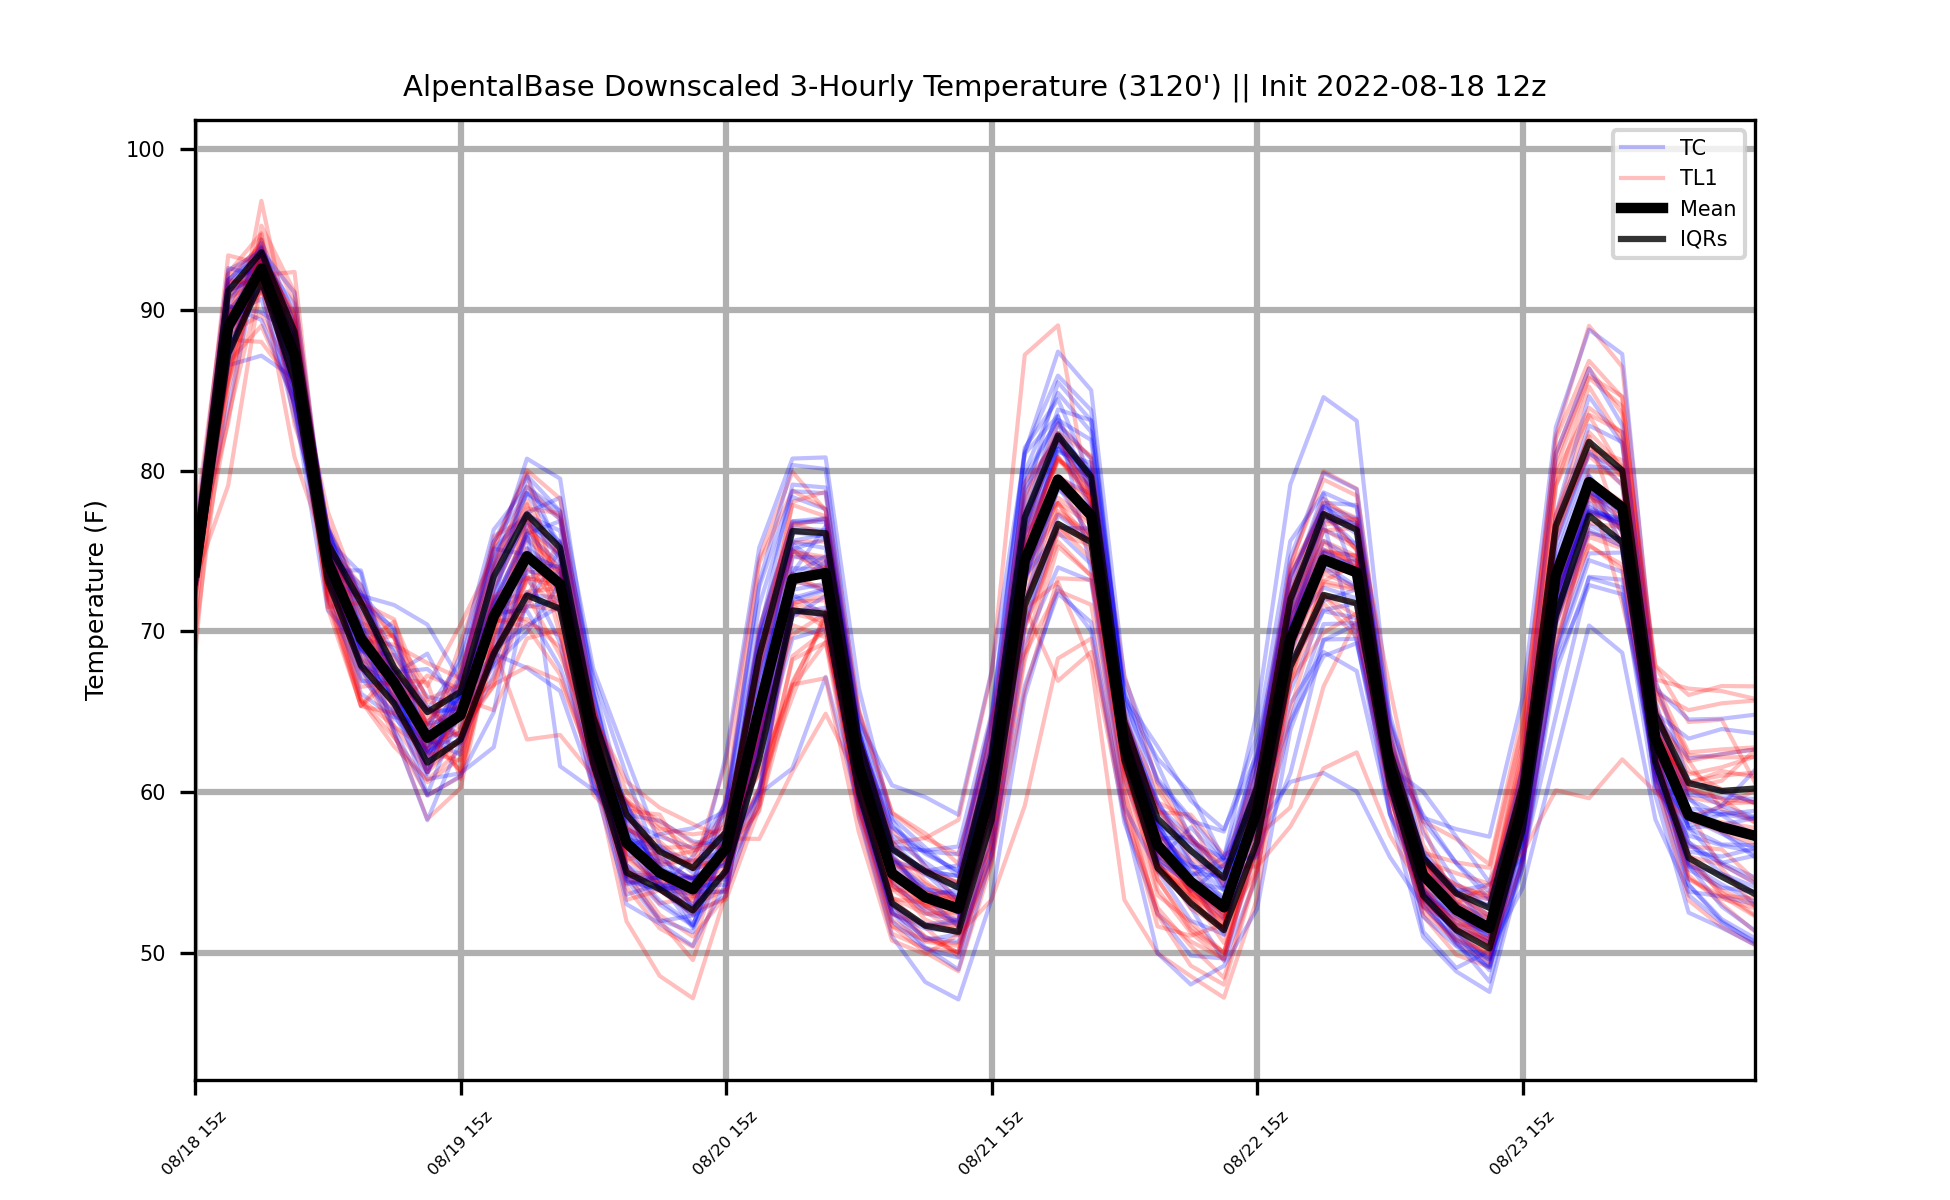 AlpentalBase Downscaled 3-Hourly Temperature (3120') || Init 2022-08-18 12z
TC
TL1
Mean
IQRs
Temperature (F)
100
90
80
70
60
50
08/18 15z
08/19 15z
08/20 15z
08/21 15z
08/22 15z
08/23 15z